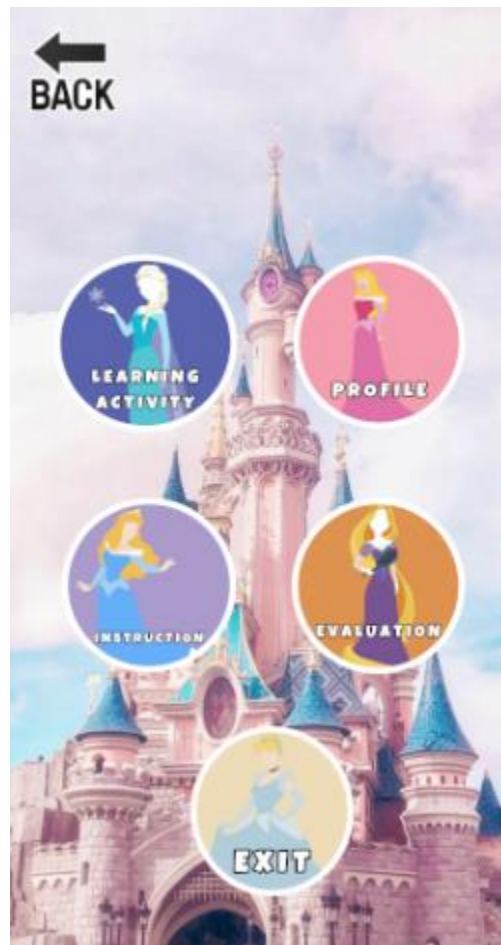 BACK
LEARNING
ACTIVITY
PROFILE
INSTRUCTION
EVALUATION
EXIT